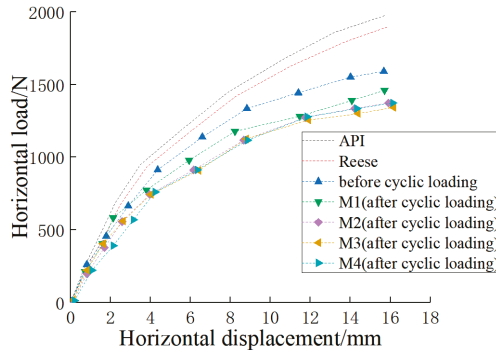 Horizontal load/N
2000
1500
1000
500
0
API
Reese
before cyclic loading
M1(after cyclic loading)
M2(after cyclic loading)
M3(after cyclic loading)
M4(after cyclic loading)
0 2 4 6 8 10 12 14 16 18
Horizontal displacement/mm